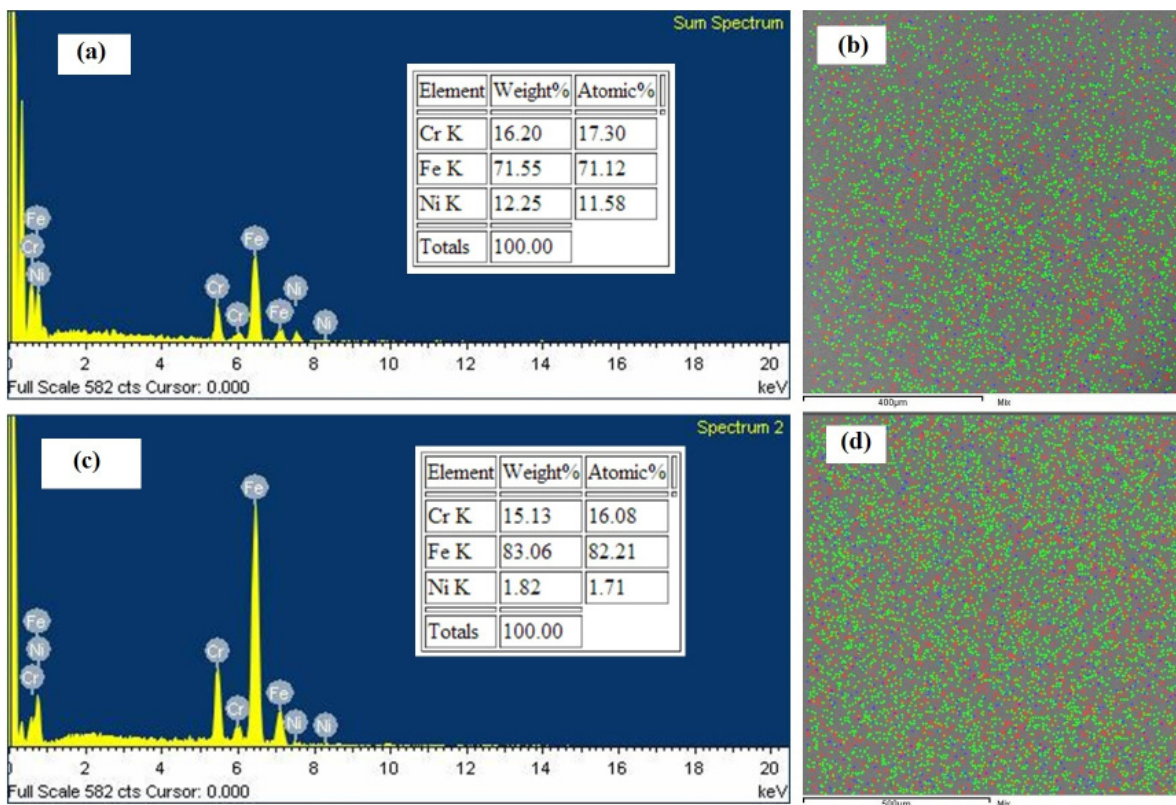 (a)
Sum Spectrum
Element Weight% Atomic%
Cr K 16.20 17.30
Fe K 71.55 71.12
Ni K 12.25 11.58
Totals 100.00
Fe
Cr
Ni
Cr
Cr
Fe
Fe
Ni
Ni
0 2 4 6 8 10 12 14 16 18 20
Full Scale 582 cts Cursor: 0.000 keV
(b)
400µm Mix
(c)
Spectrum 2
Element Weight% Atomic%
Cr K 15.13 16.08
Fe K 83.06 82.21
Ni K 1.82 1.71
Totals 100.00
Fe
Ni
Cr
Cr
Cr
Fe
Fe
Ni
Ni
0 2 4 6 8 10 12 14 16 18 20
Full Scale 582 cts Cursor: 0.000 keV
(d)
500µm Mix